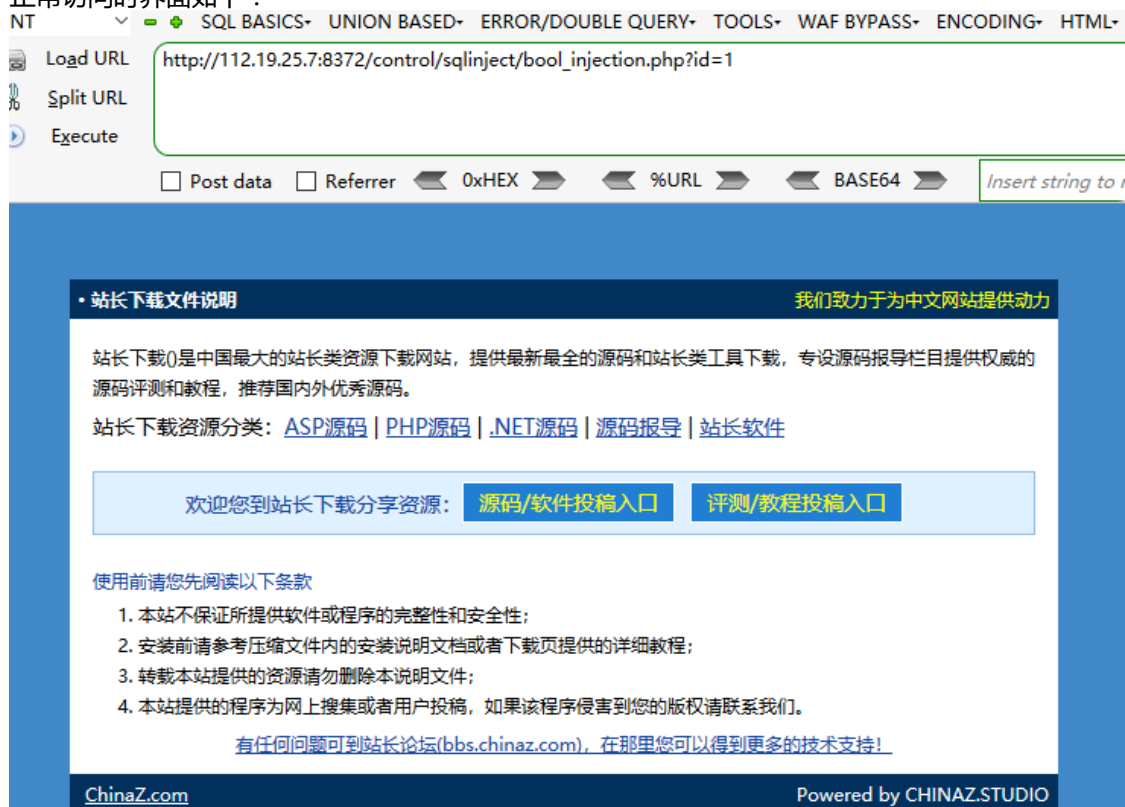 正常访问的界面如下：
NT SQL BASICS- UNION BASED- ERROR/DOUBLE QUERY- TOOLS- WAF BYPASS- ENCODING- HTML-
Load URL http://112.19.25.7:8372/control/sqlinject/bool_injection.php?id=1
Split URL
Execute
Post data Referrer 0xHEX %URL BASE64 Insert string to r
• 站长下载文件说明 我们致力于为中文网站提供动力
站长下载()是中国最大的站长类资源下载网站，提供最新最全的源码和站长类工具下载，专设源码报导栏目提供权威的
源码评测和教程，推荐国内外优秀源码。
站长下载资源分类：ASP源码 | PHP源码 | .NET源码 | 源码报导 | 站长软件
欢迎您到站长下载分享资源： 源码/软件投稿入口 评测/教程投稿入口
使用前请您先阅读以下条款
1. 本站不保证所提供软件或程序的完整性和安全性；
2. 安装前请参考压缩文件内的安装说明文档或者下载页提供的详细教程；
3. 转载本站提供的资源请勿删除本说明文件；
4. 本站提供的程序为网上搜集或者用户投稿，如果该程序侵害到您的版权请联系我们。
有任何问题可到站长论坛(bbs.chinaz.com)，在那里您可以得到更多的技术支持！
ChinaZ.com Powered by CHINAZ.STUDIO